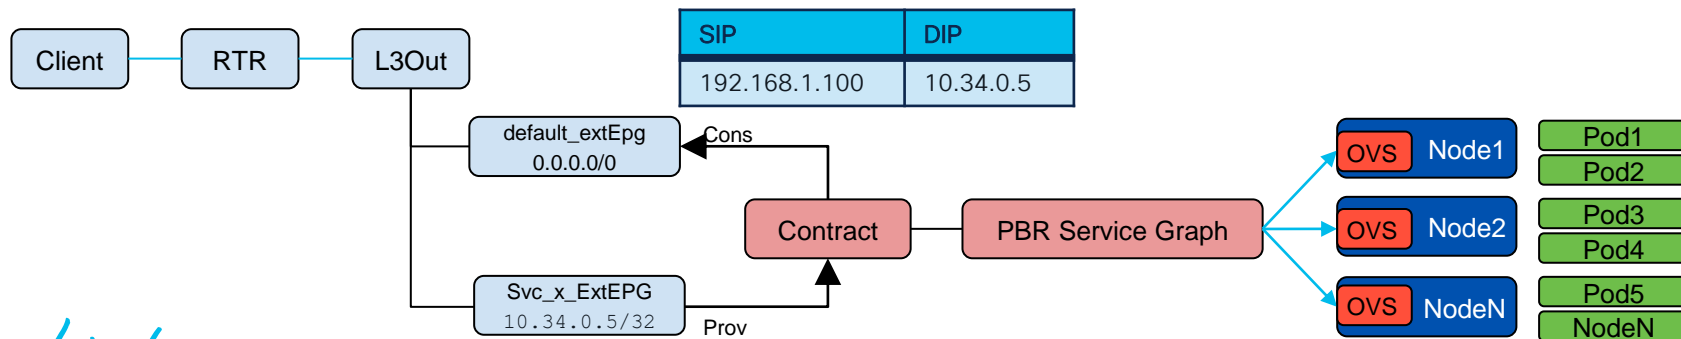 SIP DIP
192.168.1.100 10.34.0.5
Client RTR L3Out
default_extEpg
0.0.0.0/0
Cons
Contract
PBR Service Graph
Svc_x_ExtEPG
10.34.0.5/32
Prov
OVS Node1
Pod1
Pod2
OVS Node2
Pod3
Pod4
OVS NodeN
Pod5
NodeN